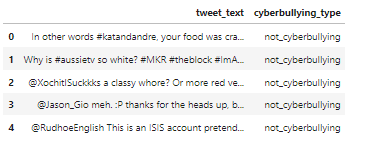 tweet_text cyberbullying_type
0 In other words #katandandre, your food was cra... not_cyberbullying
1 Why is #aussietv so white? #MKR #theblock #ImA... not_cyberbullying
2 @XochitlSuckkks a classy whore? Or more red ve... not_cyberbullying
3 @Jason_Gio meh. :P thanks for the heads up, b... not_cyberbullying
4 @RudhoeEnglish This is an ISIS account pretend... not_cyberbullying